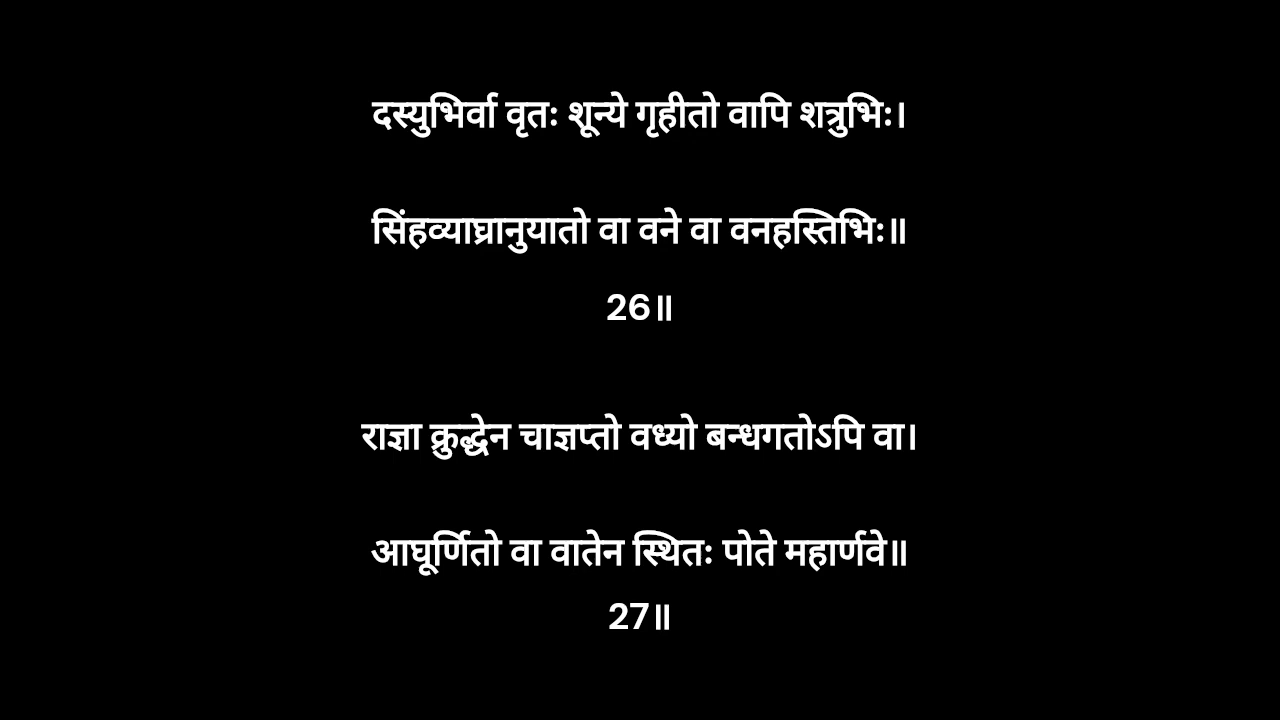 दस्युभिर्वा वृतः शून्ये गृहीतो वापि शत्रुभिः।
सिंहव्याघ्रानुयातो वा वने वा वनहस्तिभिः॥
26॥
राज्ञा क्रुद्धेन चाज्ञप्तो वध्यो बन्धगतोऽपि वा।
आघूर्णितो वा वातेन स्थितः पोते महार्णवे॥
27॥